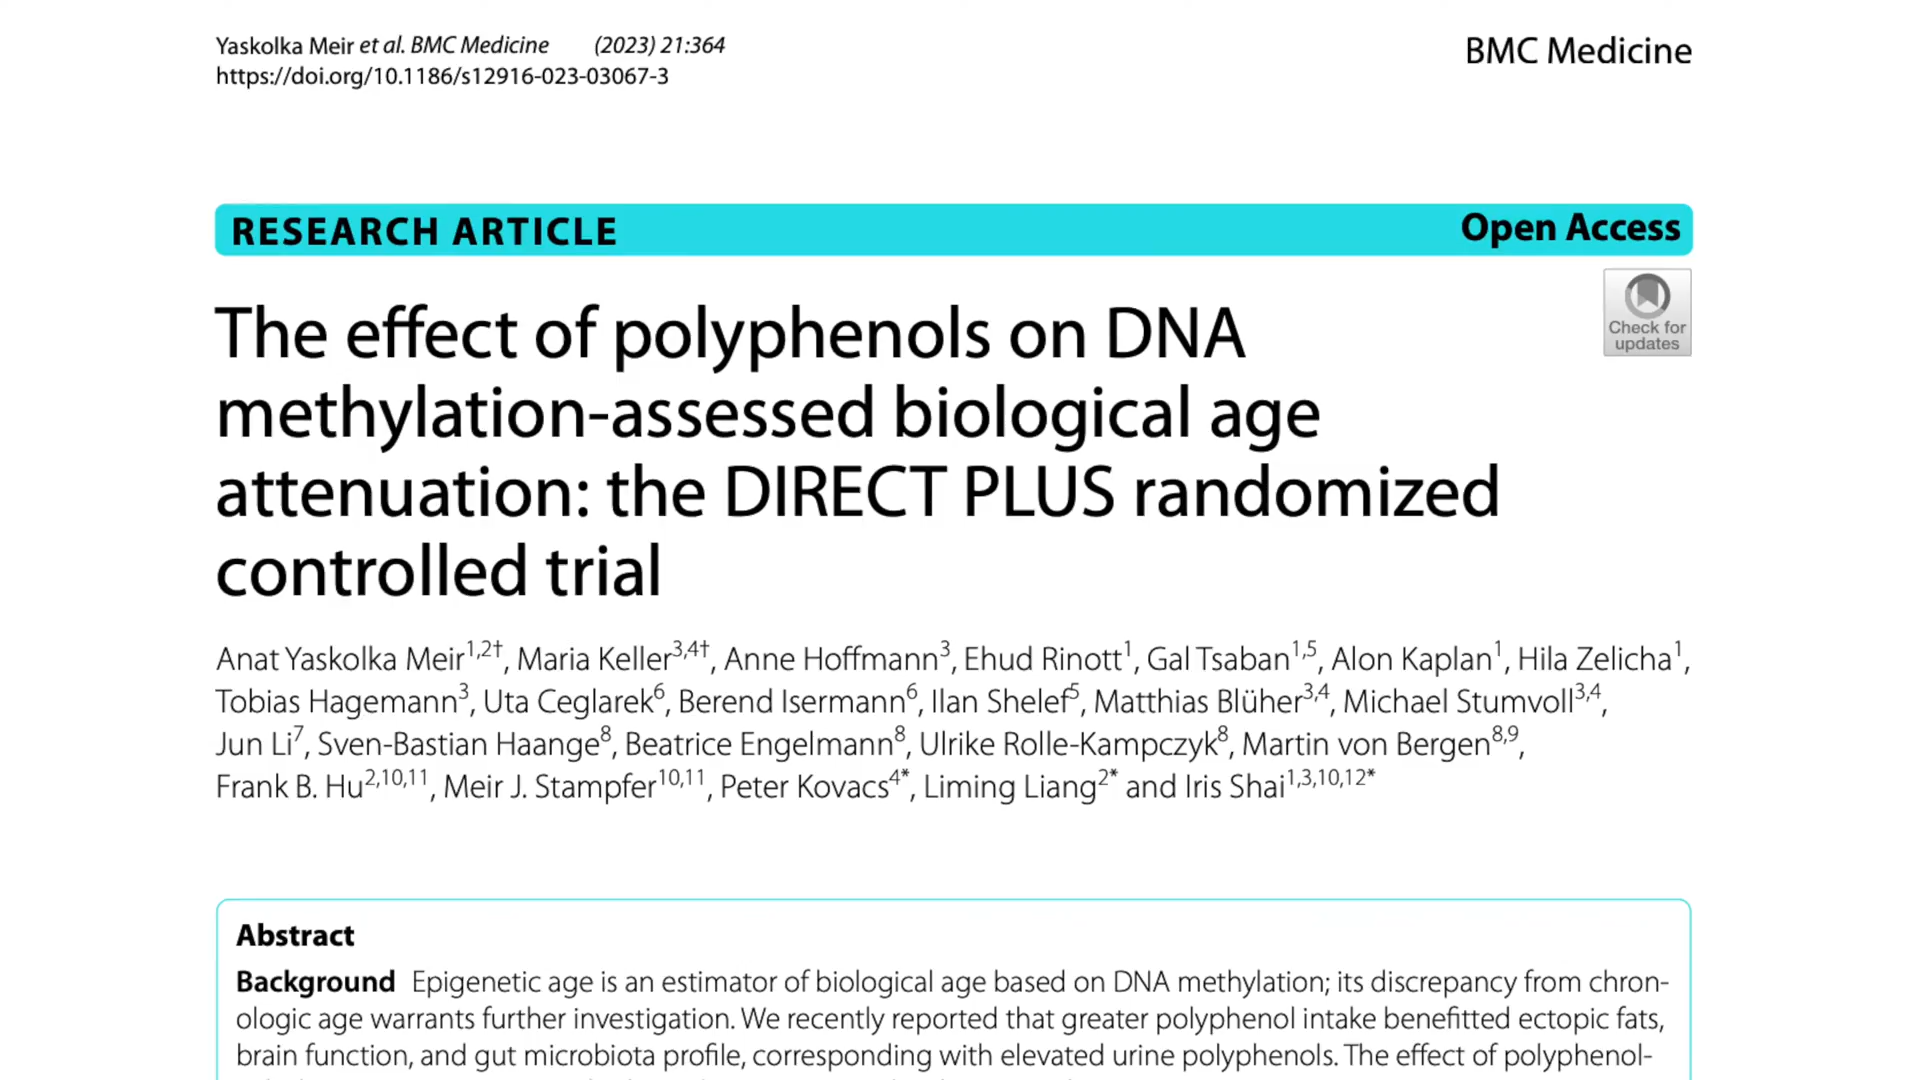 Yaskolka Meir et al. BMC Medicine (2023) 21:364
https://doi.org/10.1186/s12916-023-03067-3
BMC Medicine
RESEARCH ARTICLE
Open Access
Check for
updates
The effect of polyphenols on DNA
methylation-assessed biological age
attenuation: the DIRECT PLUS randomized
controlled trial
Anat Yaskolka Meir1,2†, Maria Keller3,4†, Anne Hoffmann3, Ehud Rinott1, Gal Tsaban1,5, Alon Kaplan1, Hila Zelicha1,
Tobias Hagemann3, Uta Ceglarek6, Berend Isermann6, Ilan Shelef5, Matthias Blüher3,4, Michael Stumvoll3,4,
Jun Li7, Sven-Bastian Haange8, Beatrice Engelmann8, Ulrike Rolle-Kampczyk8, Martin von Bergen8,9,
Frank B. Hu2,10,11, Meir J. Stampfer10,11, Peter Kovacs4*, Liming Liang2* and Iris Shai1,3,10,12*
Abstract
Background Epigenetic age is an estimator of biological age based on DNA methylation; its discrepancy from chron-
ologic age warrants further investigation. We recently reported that greater polyphenol intake benefitted ectopic fats,
brain function, and gut microbiota profile, corresponding with elevated urine polyphenols. The effect of polyphenol-